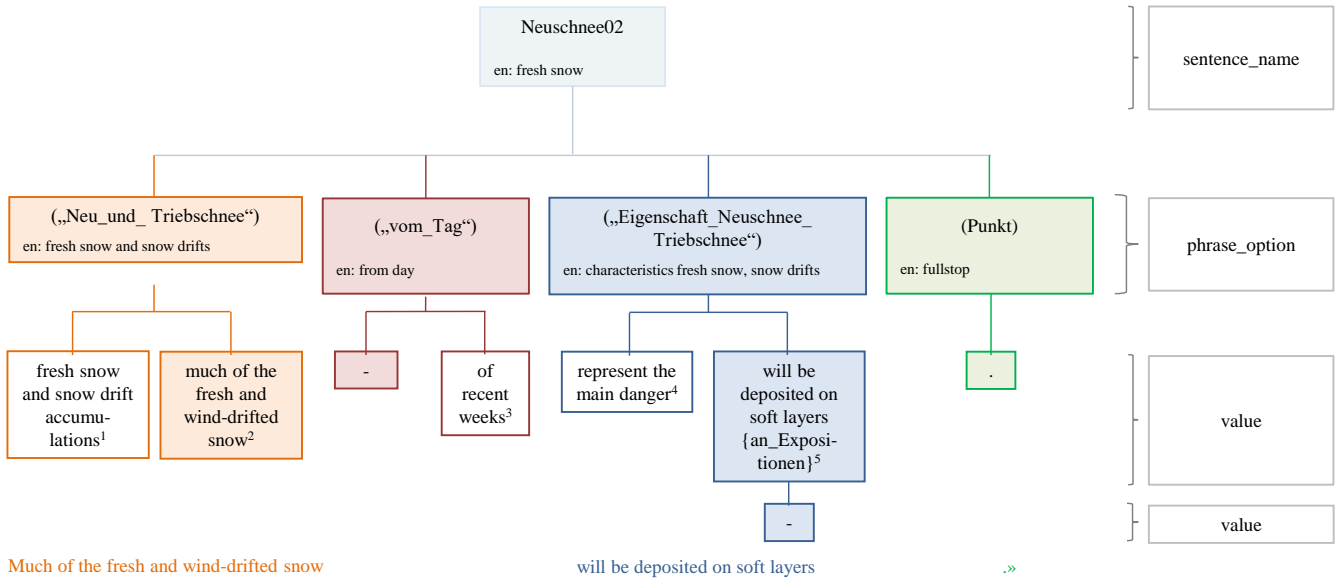 Neuschnee02
en: fresh snow
sentence_name
(„Neu_und_ Triebschnee“)
en: fresh snow and snow drifts
(„vom_Tag“)
en: from day
(„Eigenschaft_Neuschnee_
Triebschnee“)
en: characteristics fresh snow, snow drifts
(Punkt)
en: fullstop
phrase_option
fresh snow
and snow drift
accumu-
lations1
much of the
fresh and
wind-drifted
snow2
-
of
recent
weeks3
represent the
main danger4
will be
deposited on
soft layers
{an_Exposi-
tionen}5
.
value
-
value
Much of the fresh and wind-drifted snow
will be deposited on soft layers
.»